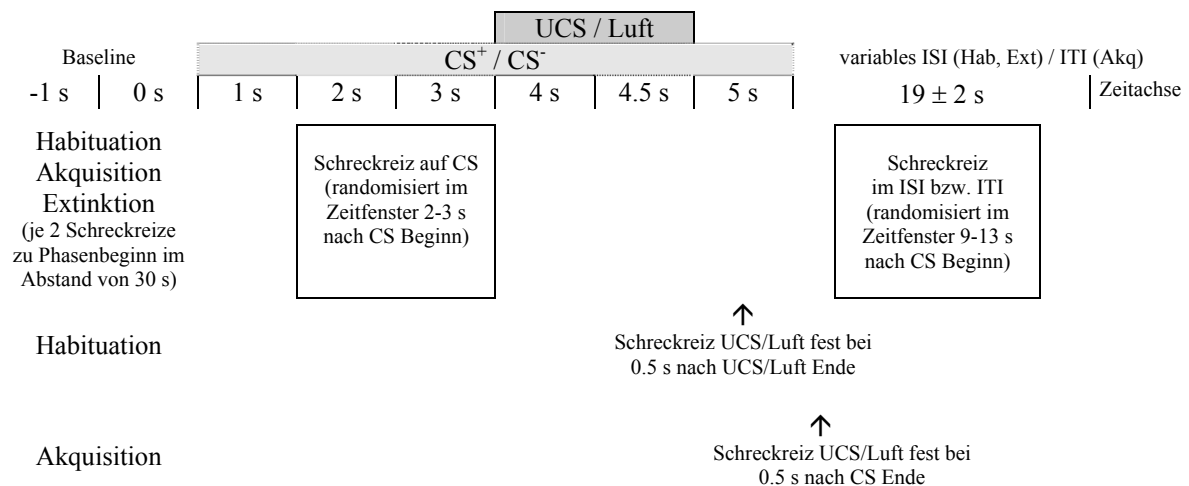 UCS / Luft
Baseline
CS⁺ / CS⁻
variables ISI (Hab, Ext) / ITI (Akq)
-1 s 0 s 1 s 2 s 3 s 4 s 4.5 s 5 s 19 ± 2 s Zeitachse
Habituation
Akquisition
Extinktion
(je 2 Schreckreize
zu Phasenbeginn im
Abstand von 30 s)
Schreckreiz auf CS
(randomisiert im
Zeitfenster 2-3 s
nach CS Beginn)
Schreckreiz
im ISI bzw. ITI
(randomisiert im
Zeitfenster 9-13 s
nach CS Beginn)
Habituation
Schreckreiz UCS/Luft fest bei
0.5 s nach UCS/Luft Ende
Akquisition
Schreckreiz UCS/Luft fest bei
0.5 s nach CS Ende